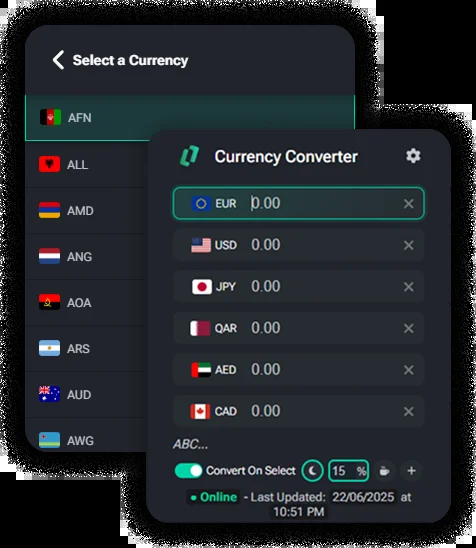 Select a Currency
AFN
ALL
AMD
ANG
AOA
ARS
AUD
AWG
Currency Converter
EUR 0.00
USD 0.00
JPY 0.00
QAR 0.00
AED 0.00
CAD 0.00
ABC...
Convert On Select 15 %
Online - Last Updated: 22/06/2025 at
10:51 PM